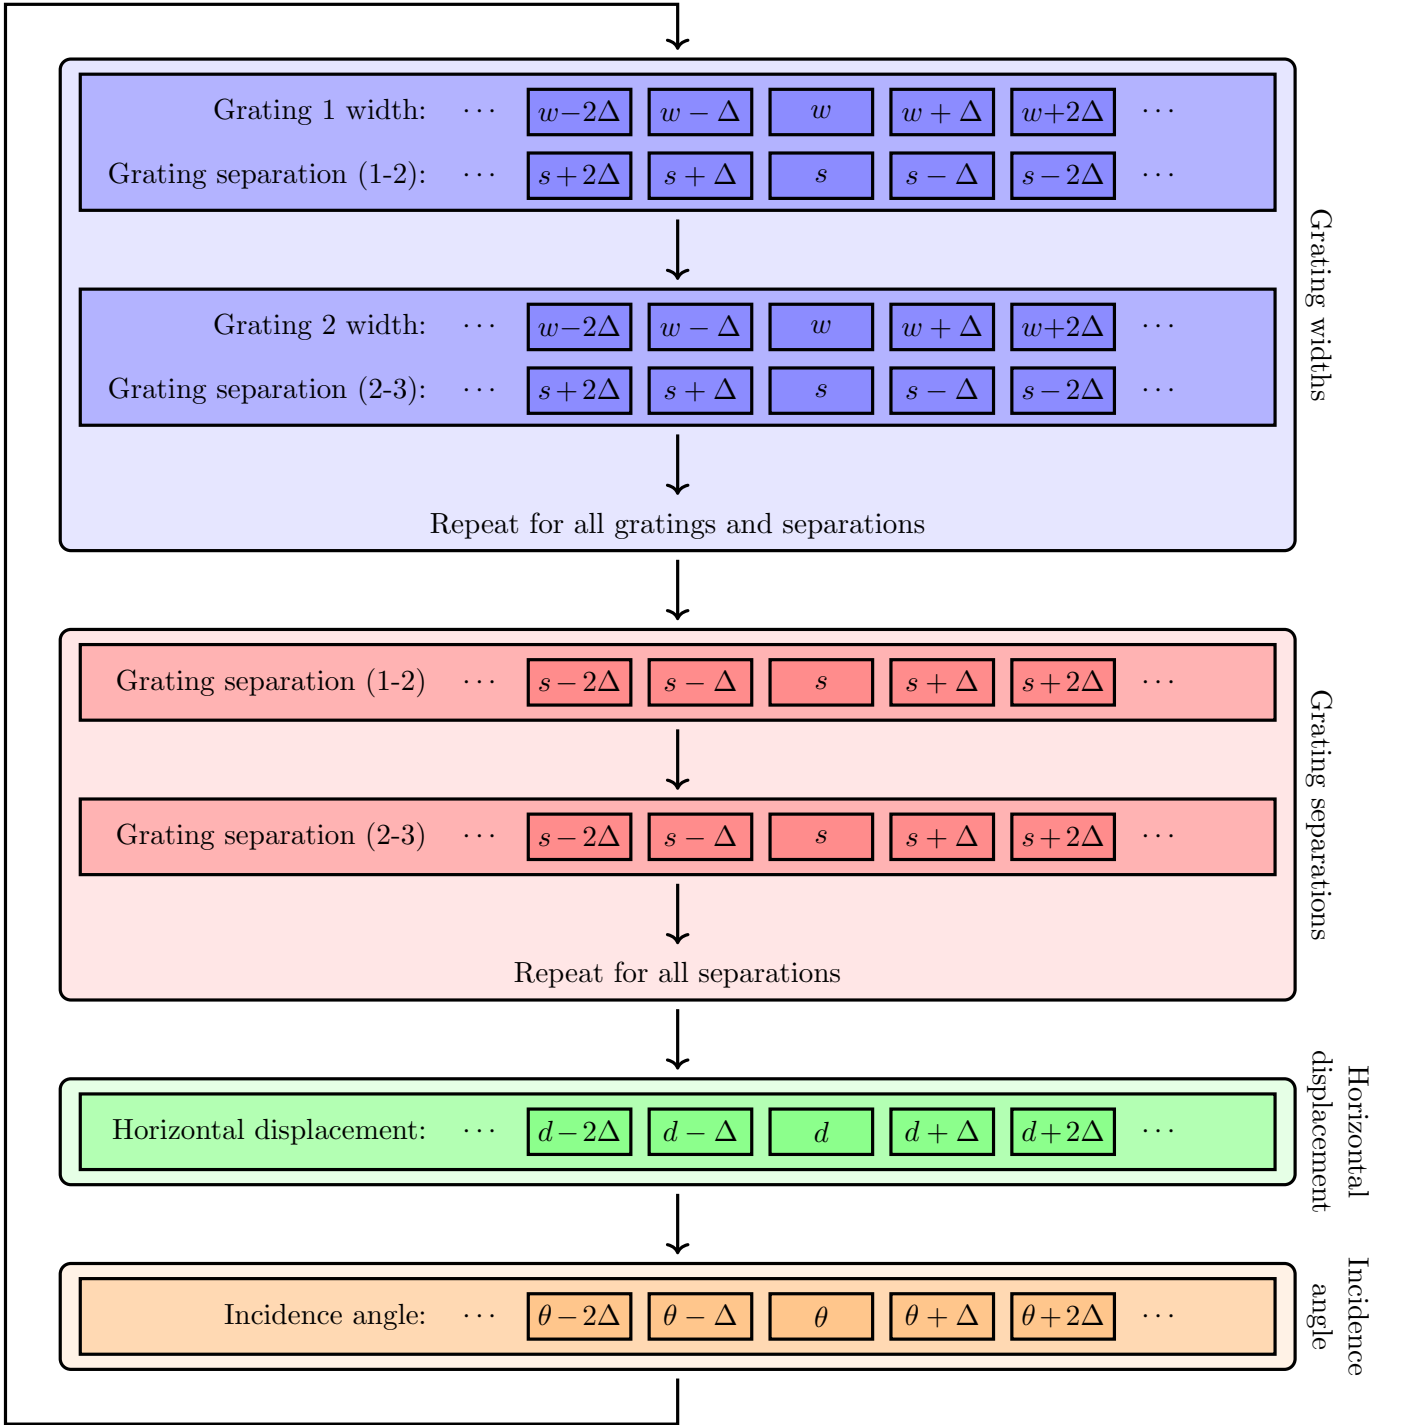 Grating 1 width: ··· w−2Δ w − Δ w w + Δ w+2Δ ···
Grating separation (1-2): ··· s+2Δ s + Δ s s − Δ s−2Δ ···
Grating 2 width: ··· w−2Δ w − Δ w w + Δ w+2Δ ···
Grating separation (2-3): ··· s+2Δ s + Δ s s − Δ s−2Δ ···
Repeat for all gratings and separations
Grating widths
Grating separation (1-2) ··· s−2Δ s − Δ s s + Δ s+2Δ ···
Grating separation (2-3) ··· s−2Δ s − Δ s s + Δ s+2Δ ···
Repeat for all separations
Grating separations
Horizontal displacement: ··· d−2Δ d − Δ d d + Δ d+2Δ ···
Horizontal
displacement
Incidence angle: ··· θ−2Δ θ − Δ θ θ + Δ θ+2Δ ···
Incidence
angle